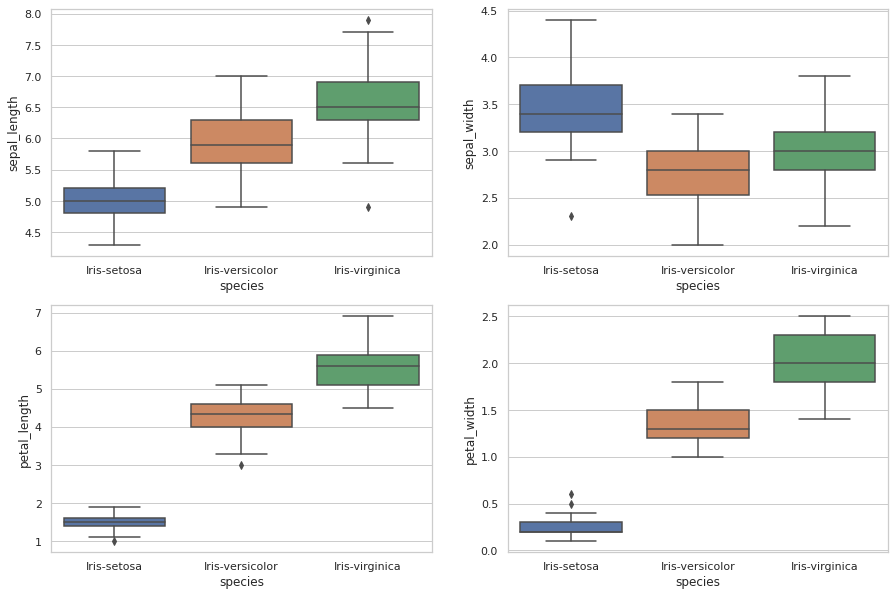 sepal_length
8.0
7.5
7.0
6.5
6.0
5.5
5.0
4.5
Iris-setosa Iris-versicolor Iris-virginica
species
sepal_width
4.5
4.0
3.5
3.0
2.5
2.0
Iris-setosa Iris-versicolor Iris-virginica
species
petal_length
7
6
5
4
3
2
1
Iris-setosa Iris-versicolor Iris-virginica
species
petal_width
2.5
2.0
1.5
1.0
0.5
0.0
Iris-setosa Iris-versicolor Iris-virginica
species